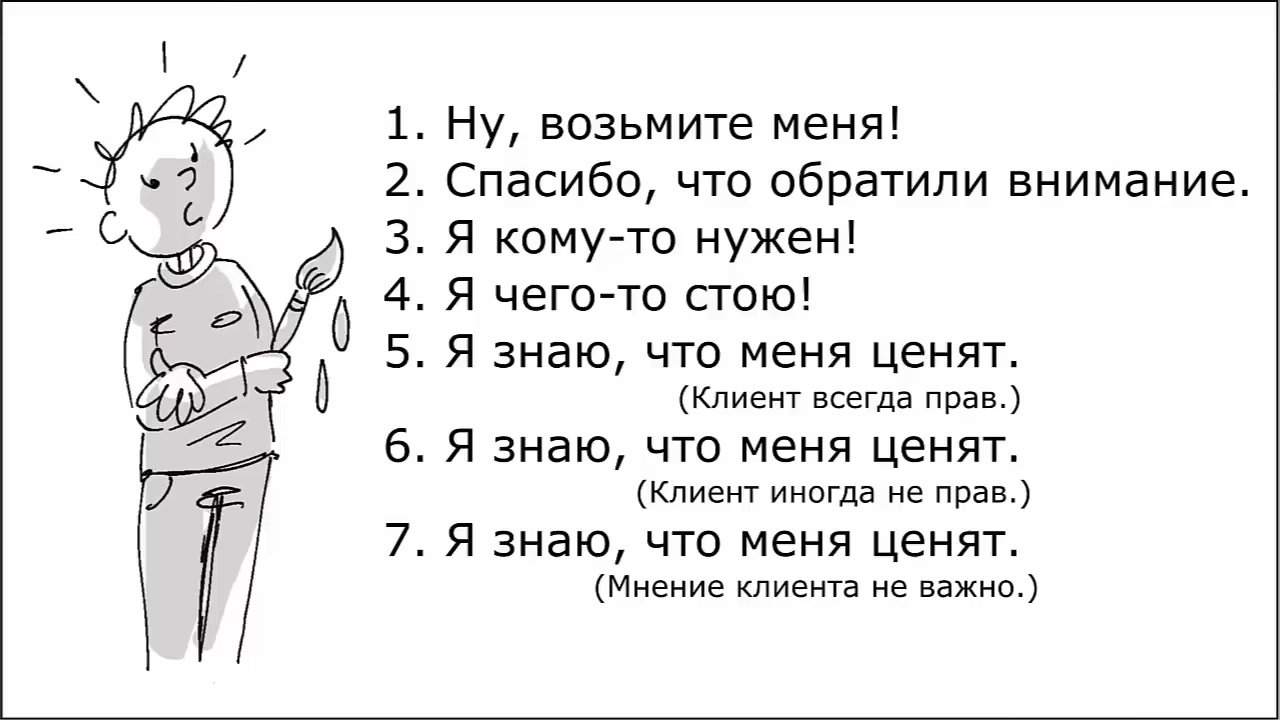 1. Ну, возьмите меня!
2. Спасибо, что обратили внимание.
3. Я кому-то нужен!
4. Я чего-то стою!
5. Я знаю, что меня ценят.
(Клиент всегда прав.)
6. Я знаю, что меня ценят.
(Клиент иногда не прав.)
7. Я знаю, что меня ценят.
(Мнение клиента не важно.)